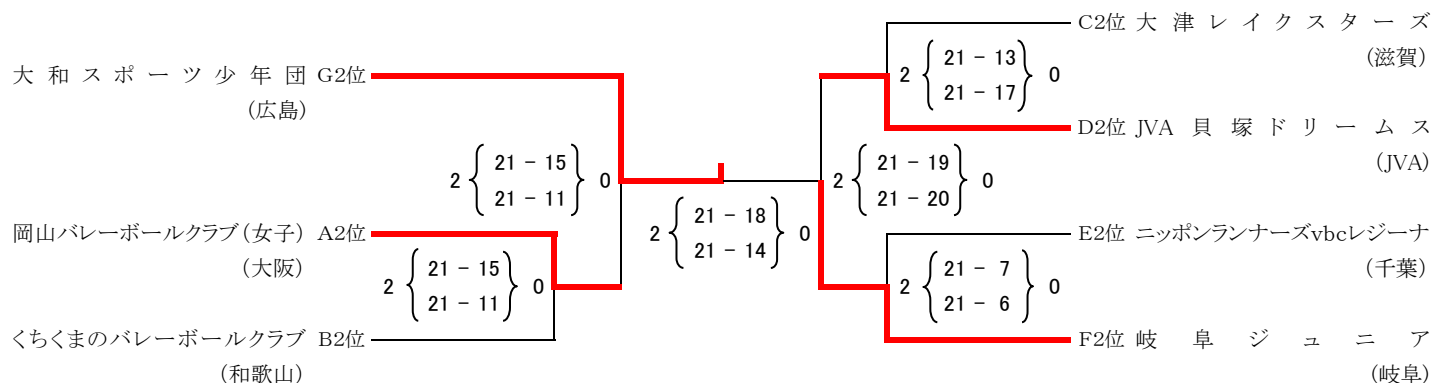 C2位 大津レイクスターズ
(滋賀)
大和スポーツ少年団 G2位
(広島)
2 { 21 - 13 } 0
21 - 17
D2位 JVA 貝塚ドリームス
(JVA)
2 { 21 - 15 } 0
21 - 11
2 { 21 - 19 } 0
21 - 20
2 { 21 - 18 } 0
21 - 14
岡山バレーボールクラブ(女子) A2位
(大阪)
E2位 ニッポンランナーズvbcレジーナ
(千葉)
2 { 21 - 15 } 0
21 - 11
2 { 21 - 7 } 0
21 - 6
くちくまのバレーボールクラブ B2位
(和歌山)
F2位 岐阜ジュニア
(岐阜)